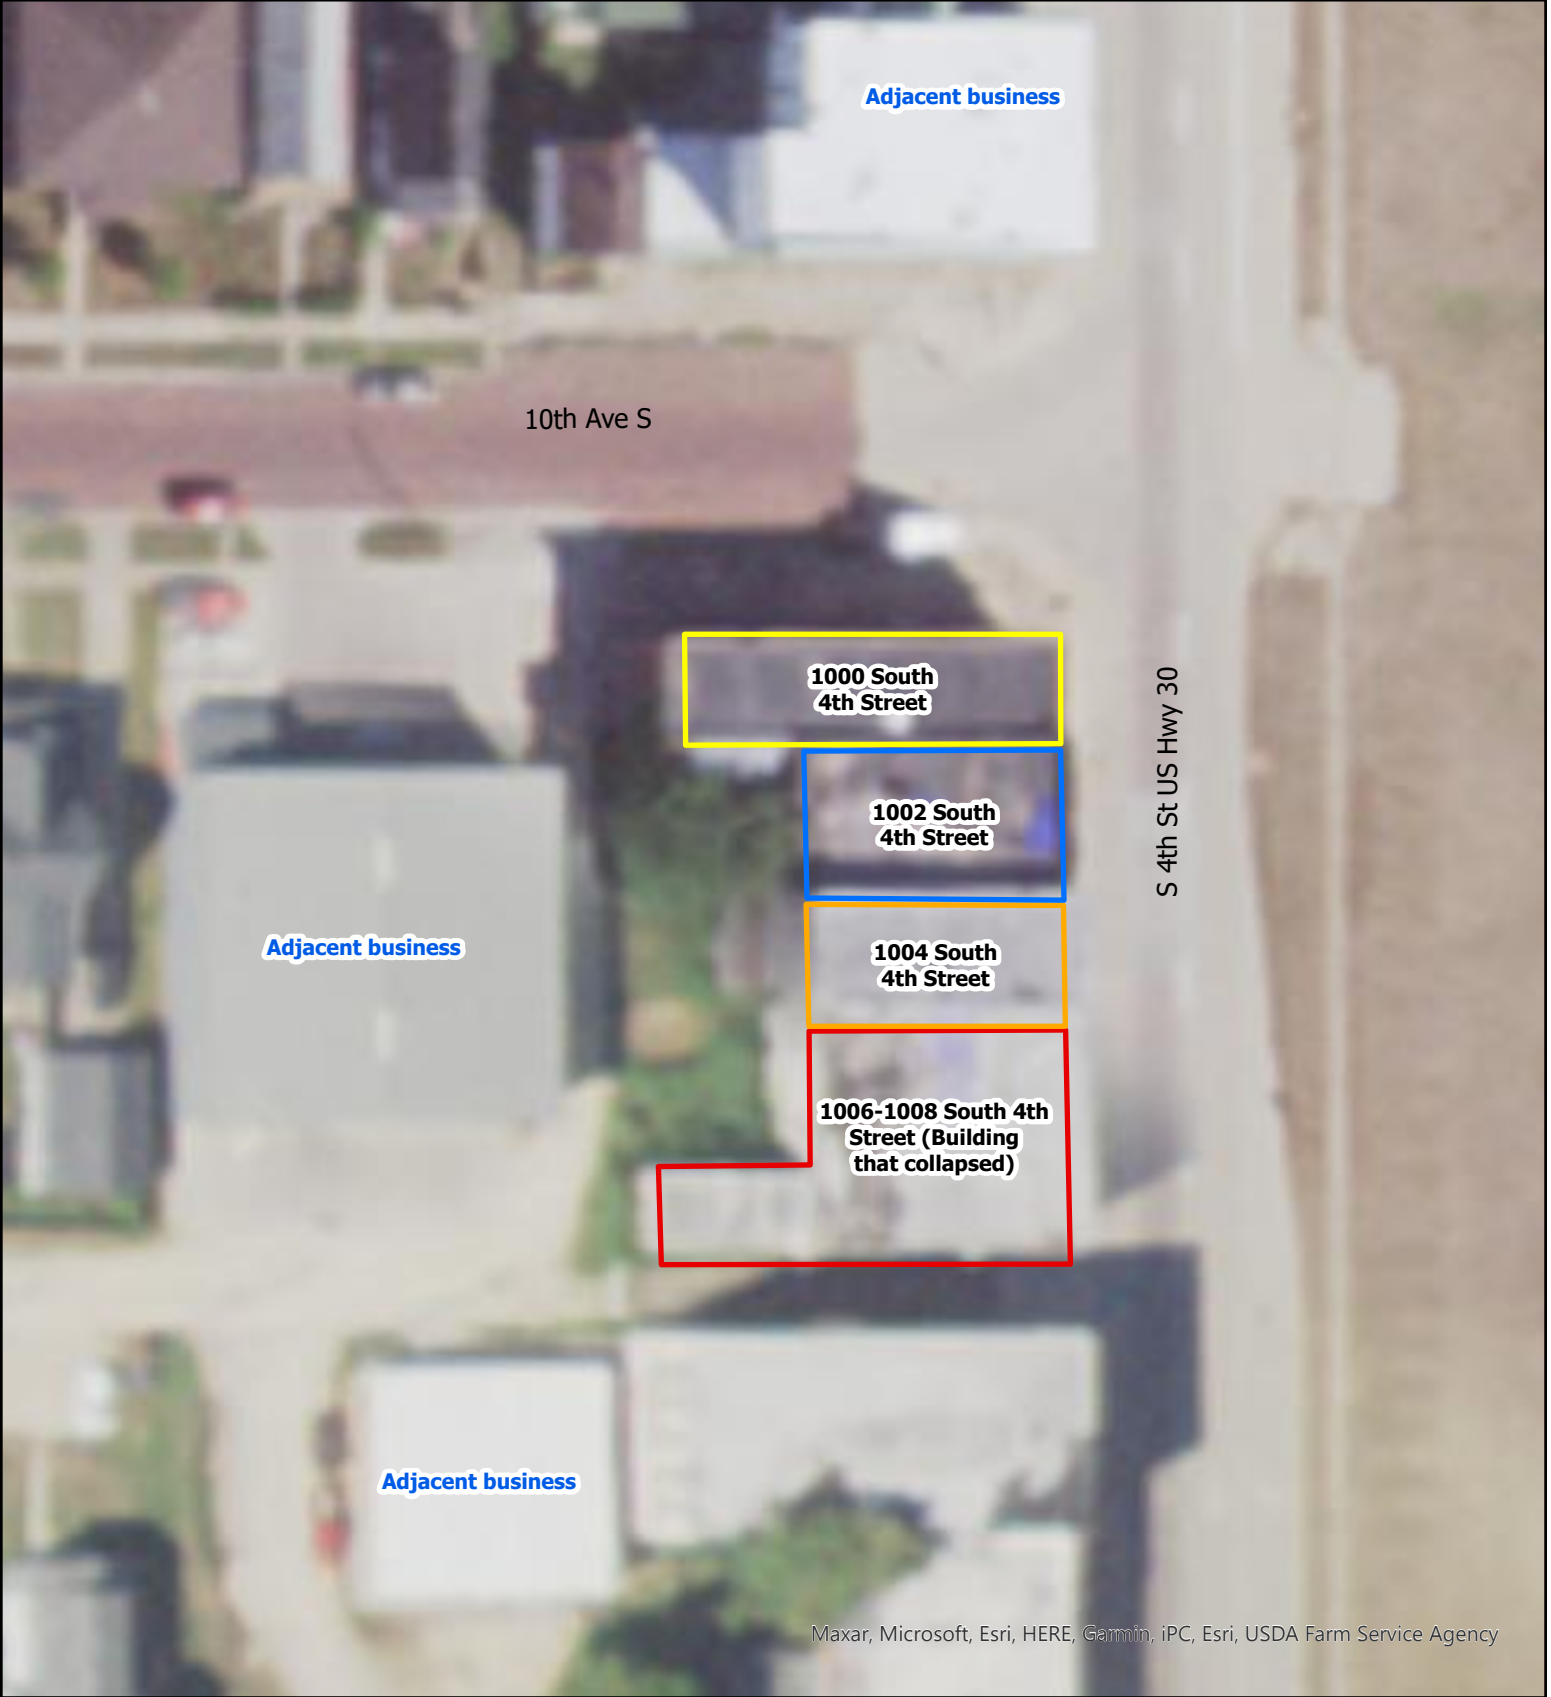 Adjacent business
10th Ave S
1000 South
4th Street
S 4th St US Hwy 30
1002 South
4th Street
Adjacent business
1004 South
4th Street
1006-1008 South 4th
Street (Building
that collapsed)
Adjacent business
Maxar, Microsoft, Esri, HERE, Garmin, iPC, Esri, USDA Farm Service Agency